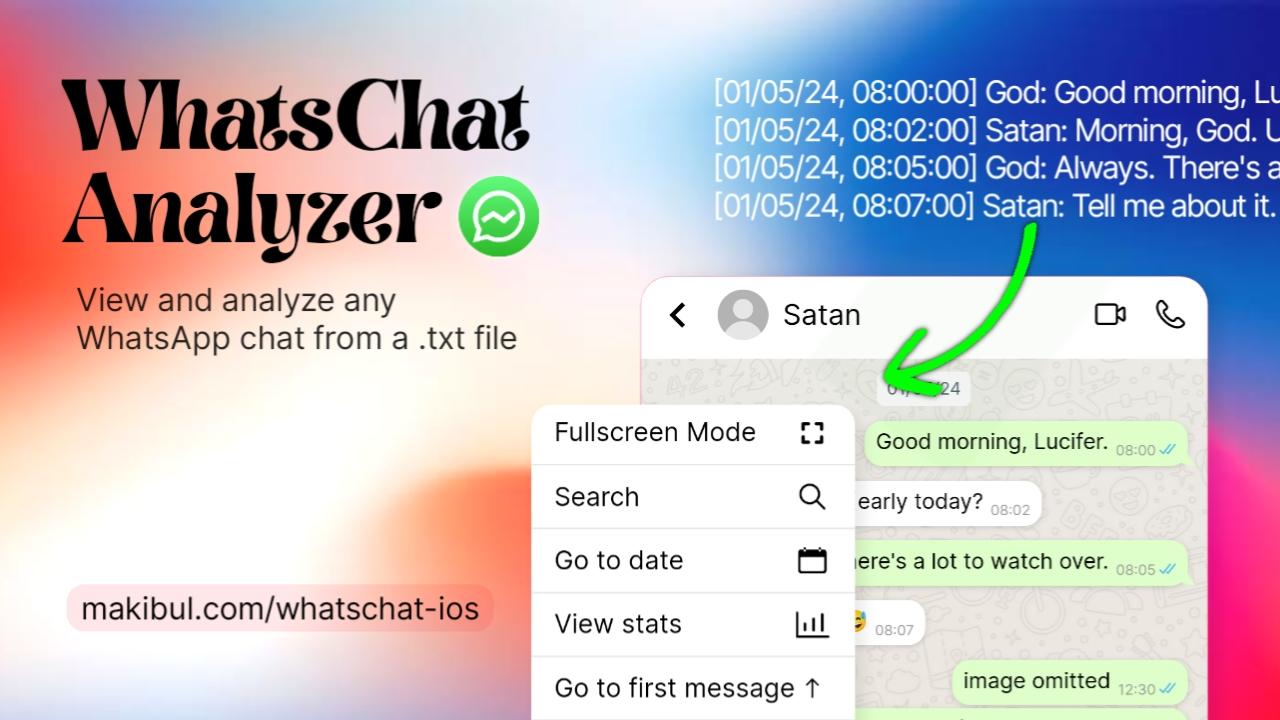 WhatsChat
Analyzer
View and analyze any
WhatsApp chat from a .txt file
makibul.com/whatschat-ios
[01/05/24, 08:00:00] God: Good morning, Lu
[01/05/24, 08:02:00] Satan: Morning, God. U
[01/05/24, 08:05:00] God: Always. There's a
[01/05/24, 08:07:00] Satan: Tell me about it.
Satan
Good morning, Lucifer. 08:00
early today? 08:02
here's a lot to watch over. 08:05
08:07
image omitted 12:30
Fullscreen Mode
Search
Go to date
View stats
Go to first message ↑